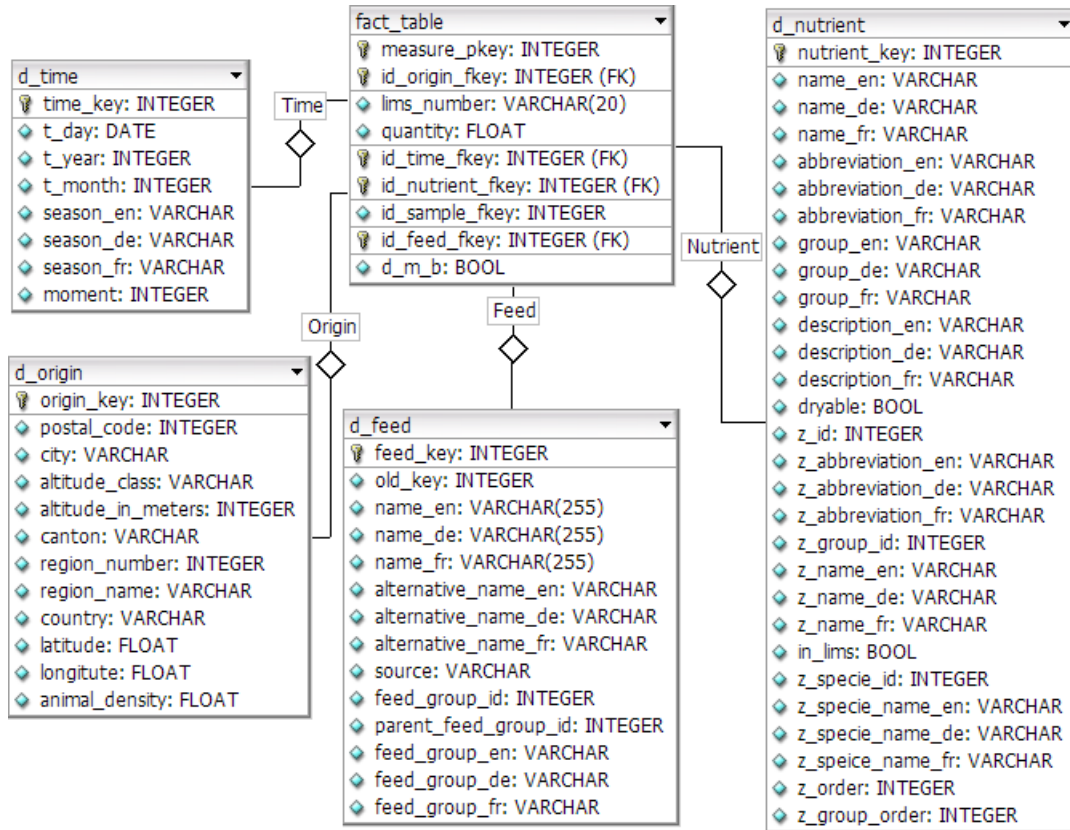 d_time
time_key: INTEGER
t_day: DATE
t_year: INTEGER
t_month: INTEGER
season_en: VARCHAR
season_de: VARCHAR
season_fr: VARCHAR
moment: INTEGER
Time
fact_table
measure_pkey: INTEGER
id_origin_fkey: INTEGER (FK)
lims_number: VARCHAR(20)
quantity: FLOAT
id_time_fkey: INTEGER (FK)
id_nutrient_fkey: INTEGER (FK)
id_sample_fkey: INTEGER
id_feed_fkey: INTEGER (FK)
d_m_b: BOOL
Origin
Feed
Nutrient
d_origin
origin_key: INTEGER
postal_code: INTEGER
city: VARCHAR
altitude_class: VARCHAR
altitude_in_meters: INTEGER
canton: VARCHAR
region_number: INTEGER
region_name: VARCHAR
country: VARCHAR
latitude: FLOAT
longitute: FLOAT
animal_density: FLOAT
d_feed
feed_key: INTEGER
old_key: INTEGER
name_en: VARCHAR(255)
name_de: VARCHAR(255)
name_fr: VARCHAR(255)
alternative_name_en: VARCHAR
alternative_name_de: VARCHAR
alternative_name_fr: VARCHAR
source: VARCHAR
feed_group_id: INTEGER
parent_feed_group_id: INTEGER
feed_group_en: VARCHAR
feed_group_de: VARCHAR
feed_group_fr: VARCHAR
d_nutrient
nutrient_key: INTEGER
name_en: VARCHAR
name_de: VARCHAR
name_fr: VARCHAR
abbreviation_en: VARCHAR
abbreviation_de: VARCHAR
abbreviation_fr: VARCHAR
group_en: VARCHAR
group_de: VARCHAR
group_fr: VARCHAR
description_en: VARCHAR
description_de: VARCHAR
description_fr: VARCHAR
dryable: BOOL
z_id: INTEGER
z_abbreviation_en: VARCHAR
z_abbreviation_de: VARCHAR
z_abbreviation_fr: VARCHAR
z_group_id: INTEGER
z_name_en: VARCHAR
z_name_de: VARCHAR
z_name_fr: VARCHAR
in_lims: BOOL
z_specie_id: INTEGER
z_specie_name_en: VARCHAR
z_specie_name_de: VARCHAR
z_speice_name_fr: VARCHAR
z_order: INTEGER
z_group_order: INTEGER